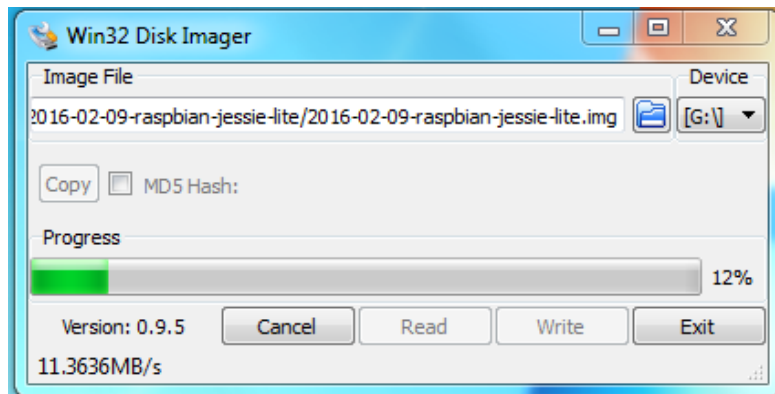 Win32 Disk Imager
Image File
Device
2016-02-09-raspbian-jessie-lite/2016-02-09-raspbian-jessie-lite.img
[G:\]
Copy
MD5 Hash:
Progress
12%
Version: 0.9.5
Cancel
Read
Write
Exit
11.3636MB/s